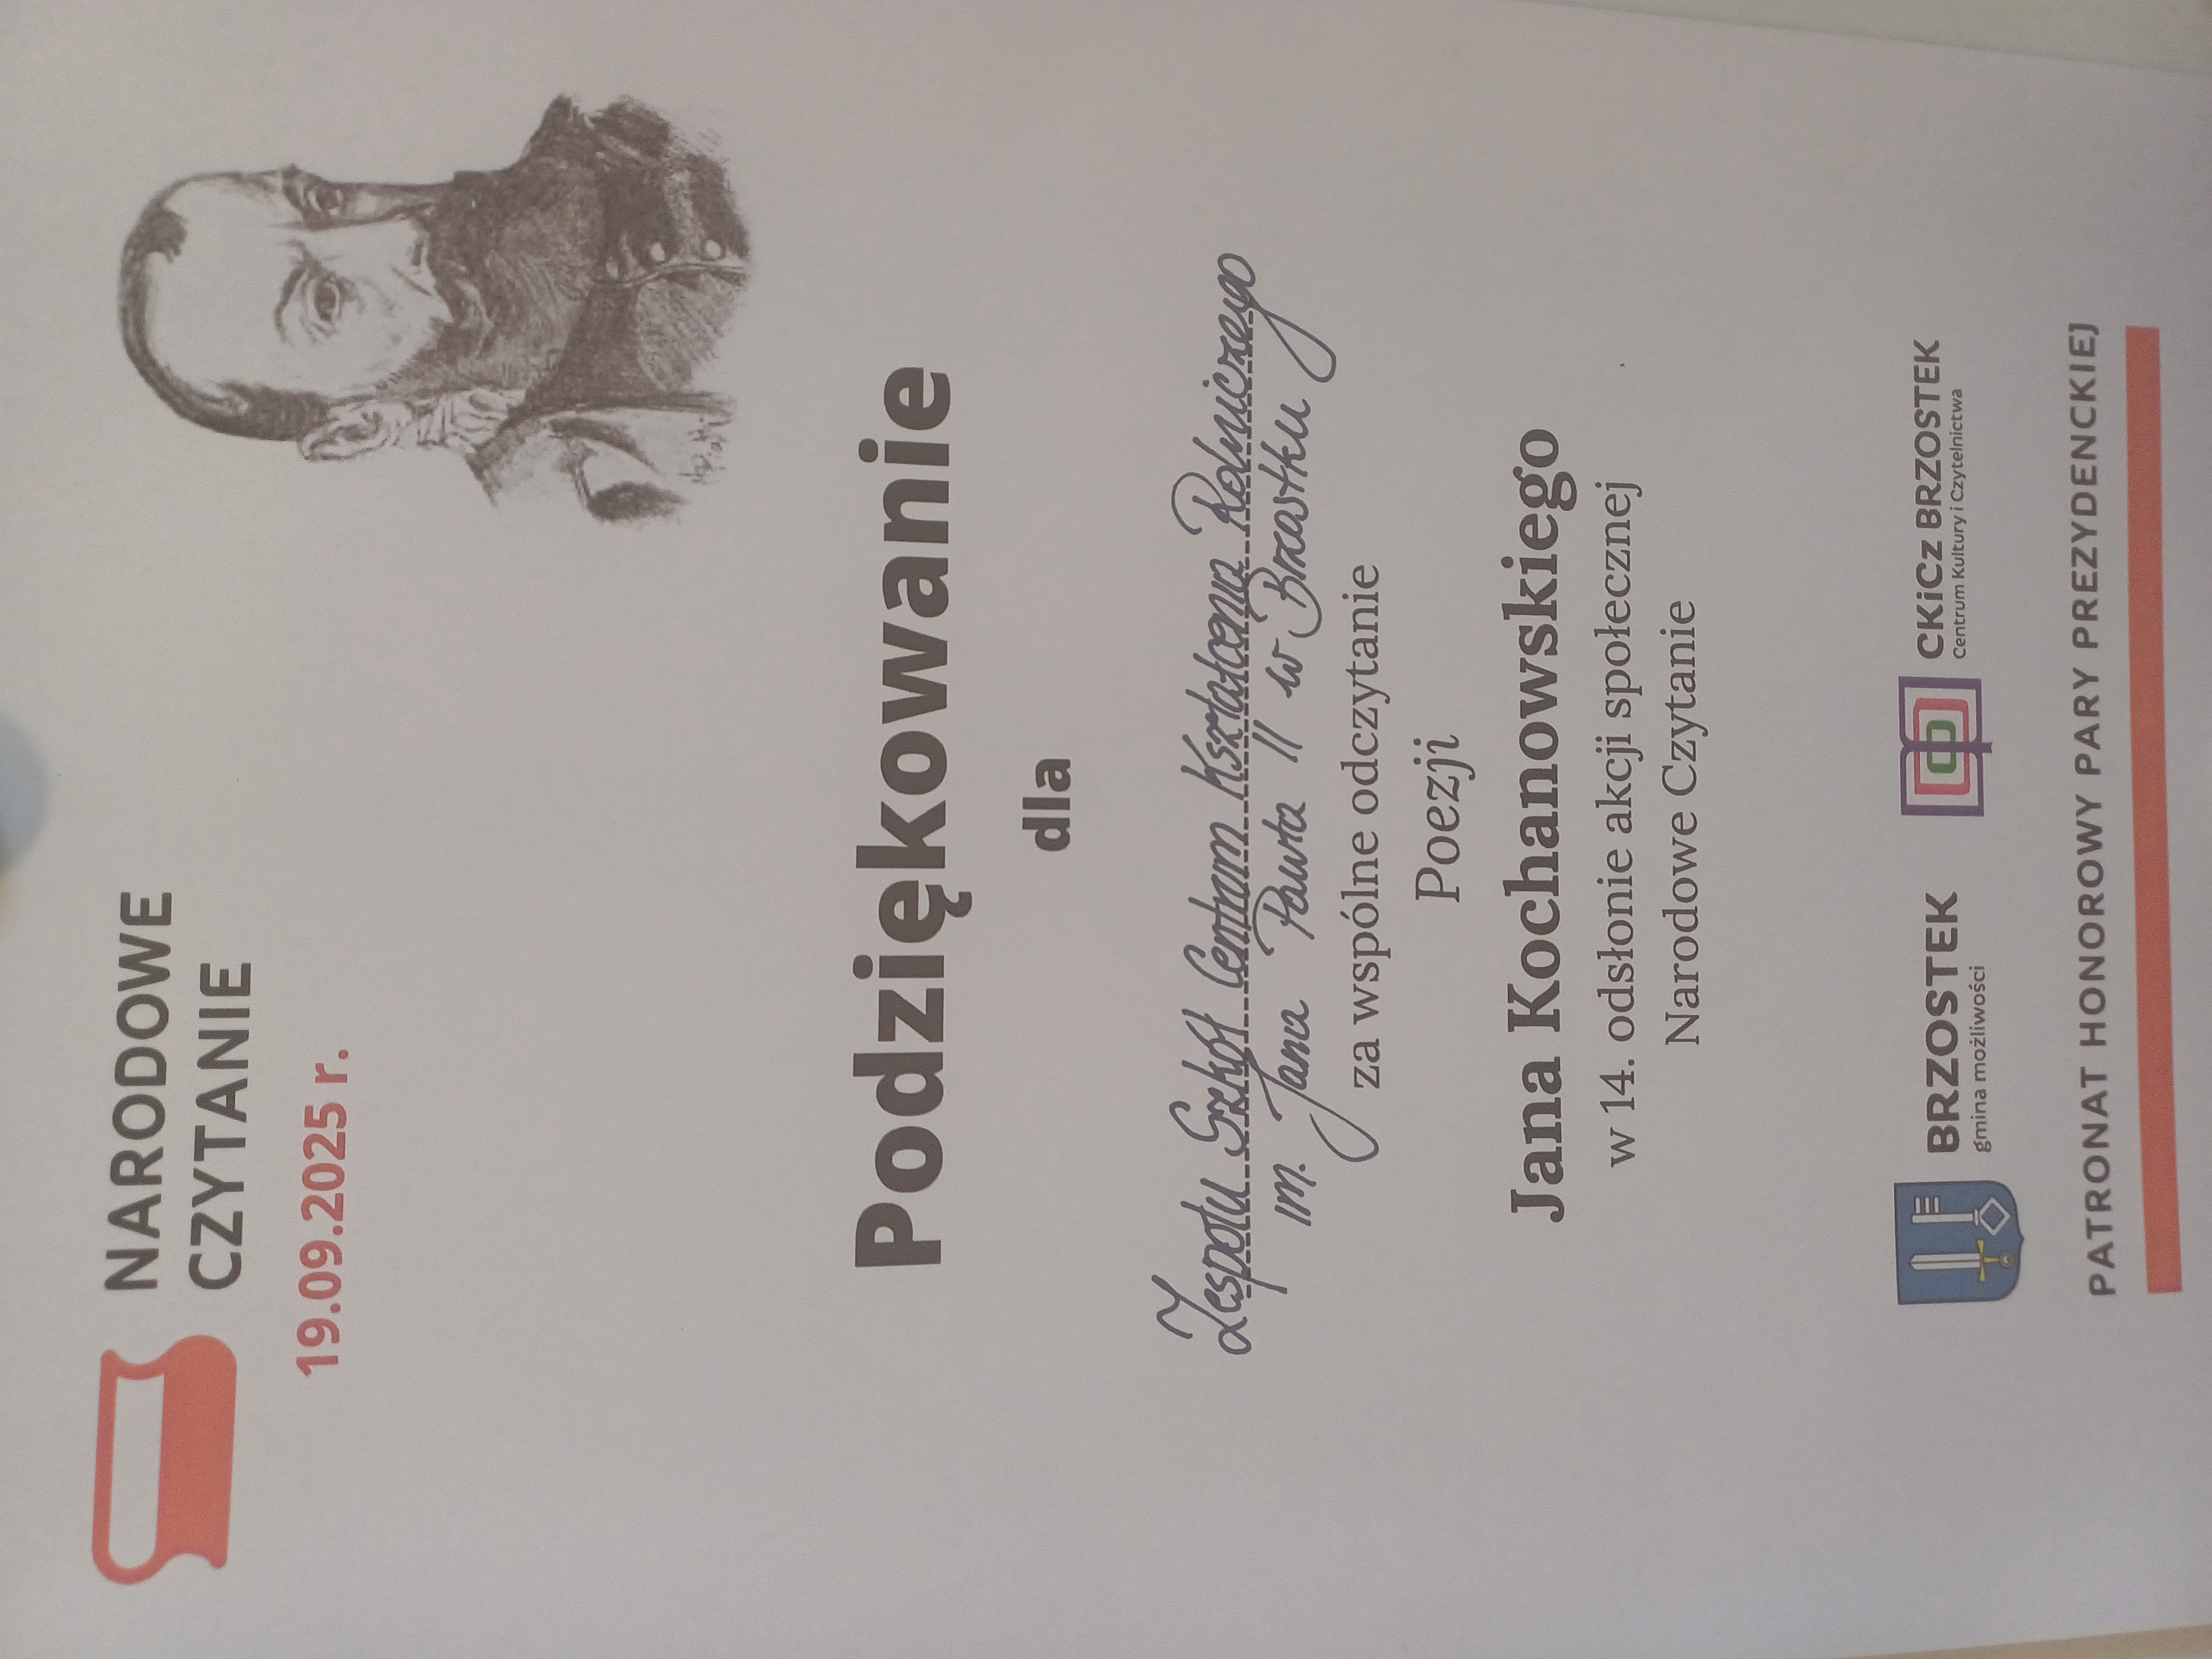 NARODOWE
CZYTANIE
19.09.2025 r.
Podziękowanie
dla
Zespołu Szkół Centrum Kształcenia Rolniczego
im. Jana Pawła II w Brzostku
za wspólne odczytanie
Poezji
Jana Kochanowskiego
w 14. odsłonie akcji społecznej
Narodowe Czytanie
BRZOSTEK
gmina możliwości
CKiCz BRZOSTEK
Centrum Kultury i Czytelnictwa
PATRONAT HONOROWY PARY PREZYDENCKIEJ